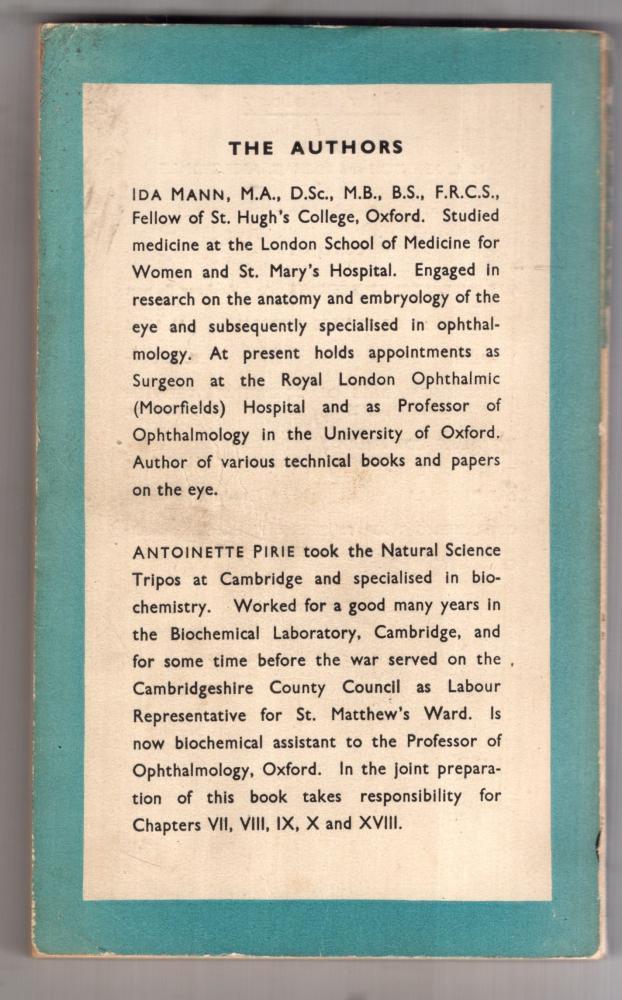 THE AUTHORS
IDA MANN, M.A., D.Sc., M.B., B.S., F.R.C.S.,
Fellow of St. Hugh's College, Oxford. Studied
medicine at the London School of Medicine for
Women and St. Mary's Hospital. Engaged in
research on the anatomy and embryology of the
eye and subsequently specialised in ophthal-
mology. At present holds appointments as
Surgeon at the Royal London Ophthalmic
(Moorfields) Hospital and as Professor of
Ophthalmology in the University of Oxford.
Author of various technical books and papers
on the eye.
ANTOINETTE PIRIE took the Natural Science
Tripos at Cambridge and specialised in bio-
chemistry. Worked for a good many years in
the Biochemical Laboratory, Cambridge, and
for some time before the war served on the
Cambridgeshire County Council as Labour
Representative for St. Matthew's Ward. Is
now biochemical assistant to the Professor of
Ophthalmology, Oxford. In the joint prepara-
tion of this book takes responsibility for
Chapters VII, VIII, IX, X and XVIII.